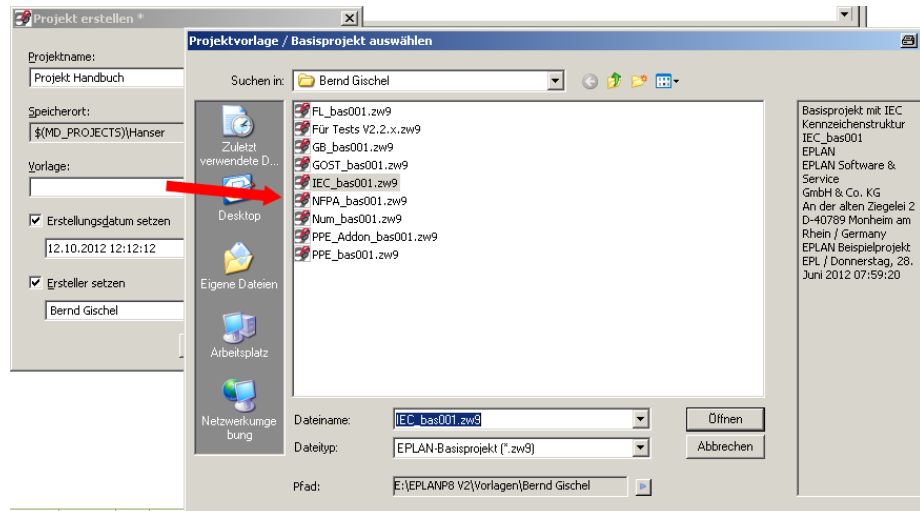 Projekt erstellen *
Projektname:
Projekt Handbuch
Speicherort:
$(MD_PROJECTS)\Hanser
Vorlage:
Erstellungsdatum setzen
12.10.2012 12:12:12
Ersteller setzen
Bernd Gischel
Projektvorlage / Basisprojekt auswählen
Suchen in:
Bernd Gischel
Zuletzt
verwendete D...
Desktop
Eigene Dateien
Arbeitsplatz
Netzwerkumge
bung
FL_bas001.zw9
Für Tests V2.2.x.zw9
GB_bas001.zw9
GOST_bas001.zw9
IEC_bas001.zw9
NFPA_bas001.zw9
Num_bas001.zw9
PPE_Addon_bas001.zw9
PPE_bas001.zw9
Dateiname:
IEC_bas001.zw9
Öffnen
Dateityp:
EPLAN-Basisprojekt (*.zw9)
Abbrechen
Pfad:
E:\EPLANP8 V2\Vorlagen\Bernd Gischel
Basisprojekt mit IEC
Kennzeichenstruktur
IEC_bas001
EPLAN
EPLAN Software &
Service
GmbH & Co. KG
An der alten Ziegelei 2
D-40789 Monheim am
Rhein / Germany
EPLAN Beispielprojekt
EPL / Donnerstag, 28.
Juni 2012 07:59:20